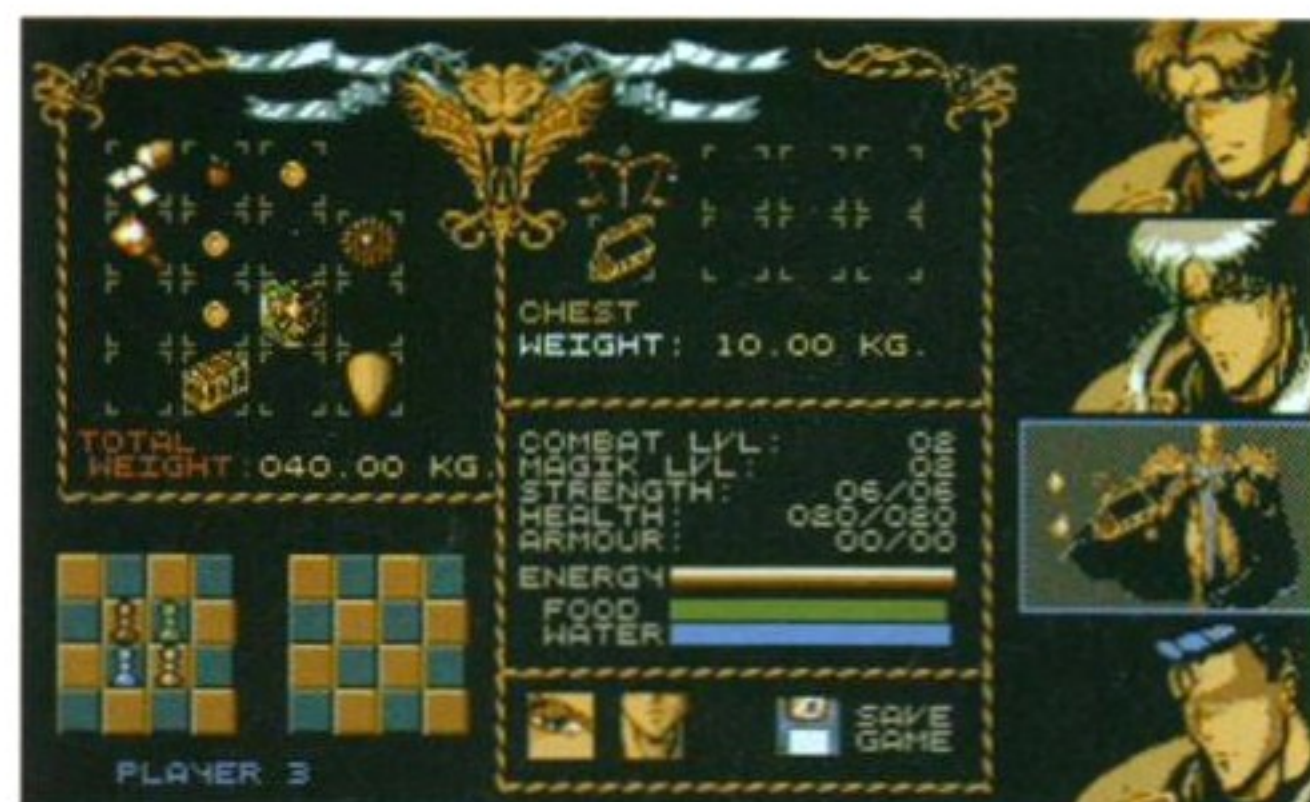 CHEST
WEIGHT: 10.00 KG.
TOTAL
WEIGHT:040.00 KG.
COMBAT LVL: 02
MAGIK LVL: 02
STRENGTH: 06/06
HEALTH: 020/020
ARMOUR: 00/00
ENERGY
FOOD
WATER
SAVE
GAME
PLAYER 3